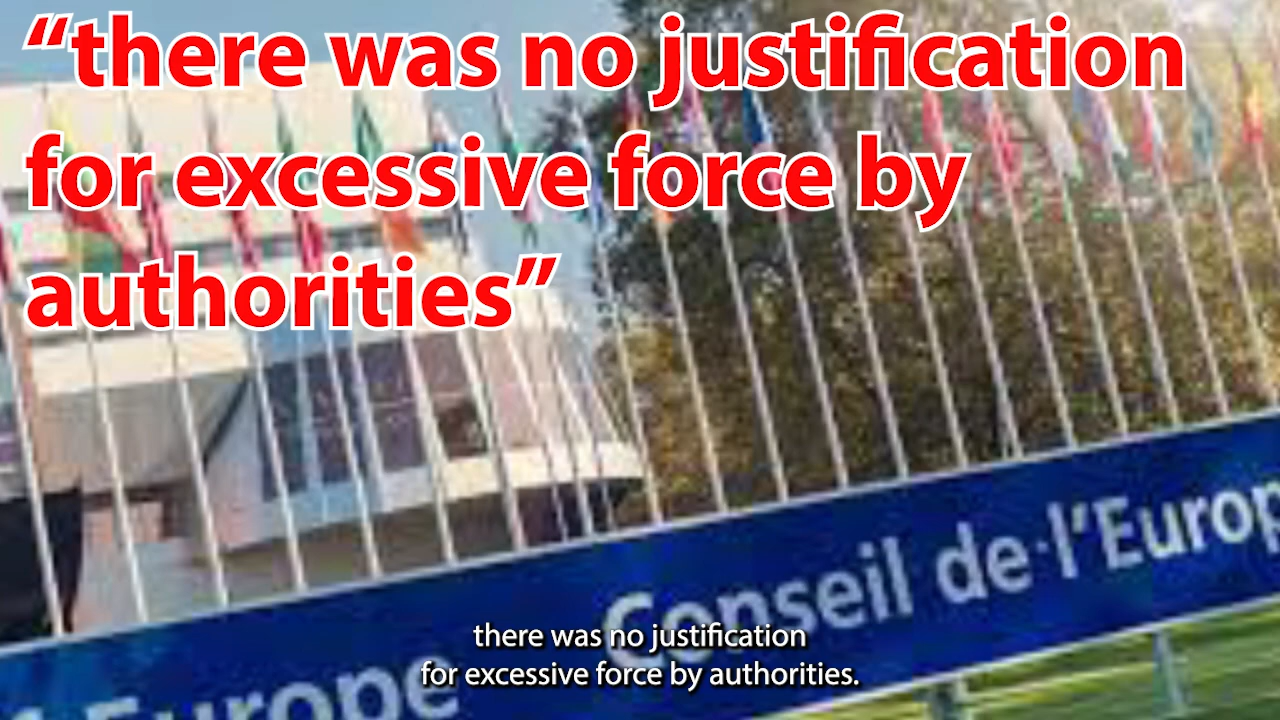 “there was no justification
for excessive force by
authorities”
Conseil de l'Europ
Europe
there was no justification
for excessive force by authorities.